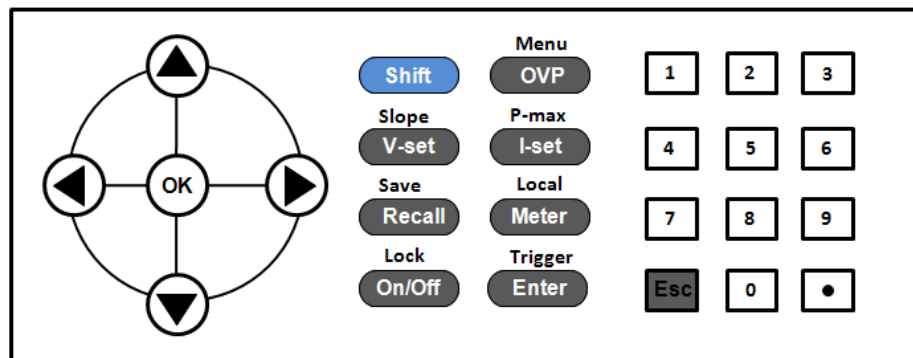 Menu
Shift OVP 1 2 3
Slope P-max
V-set I-set 4 5 6
OK
Save Local
Recall Meter 7 8 9
Lock Trigger
On/Off Enter Esc 0 •